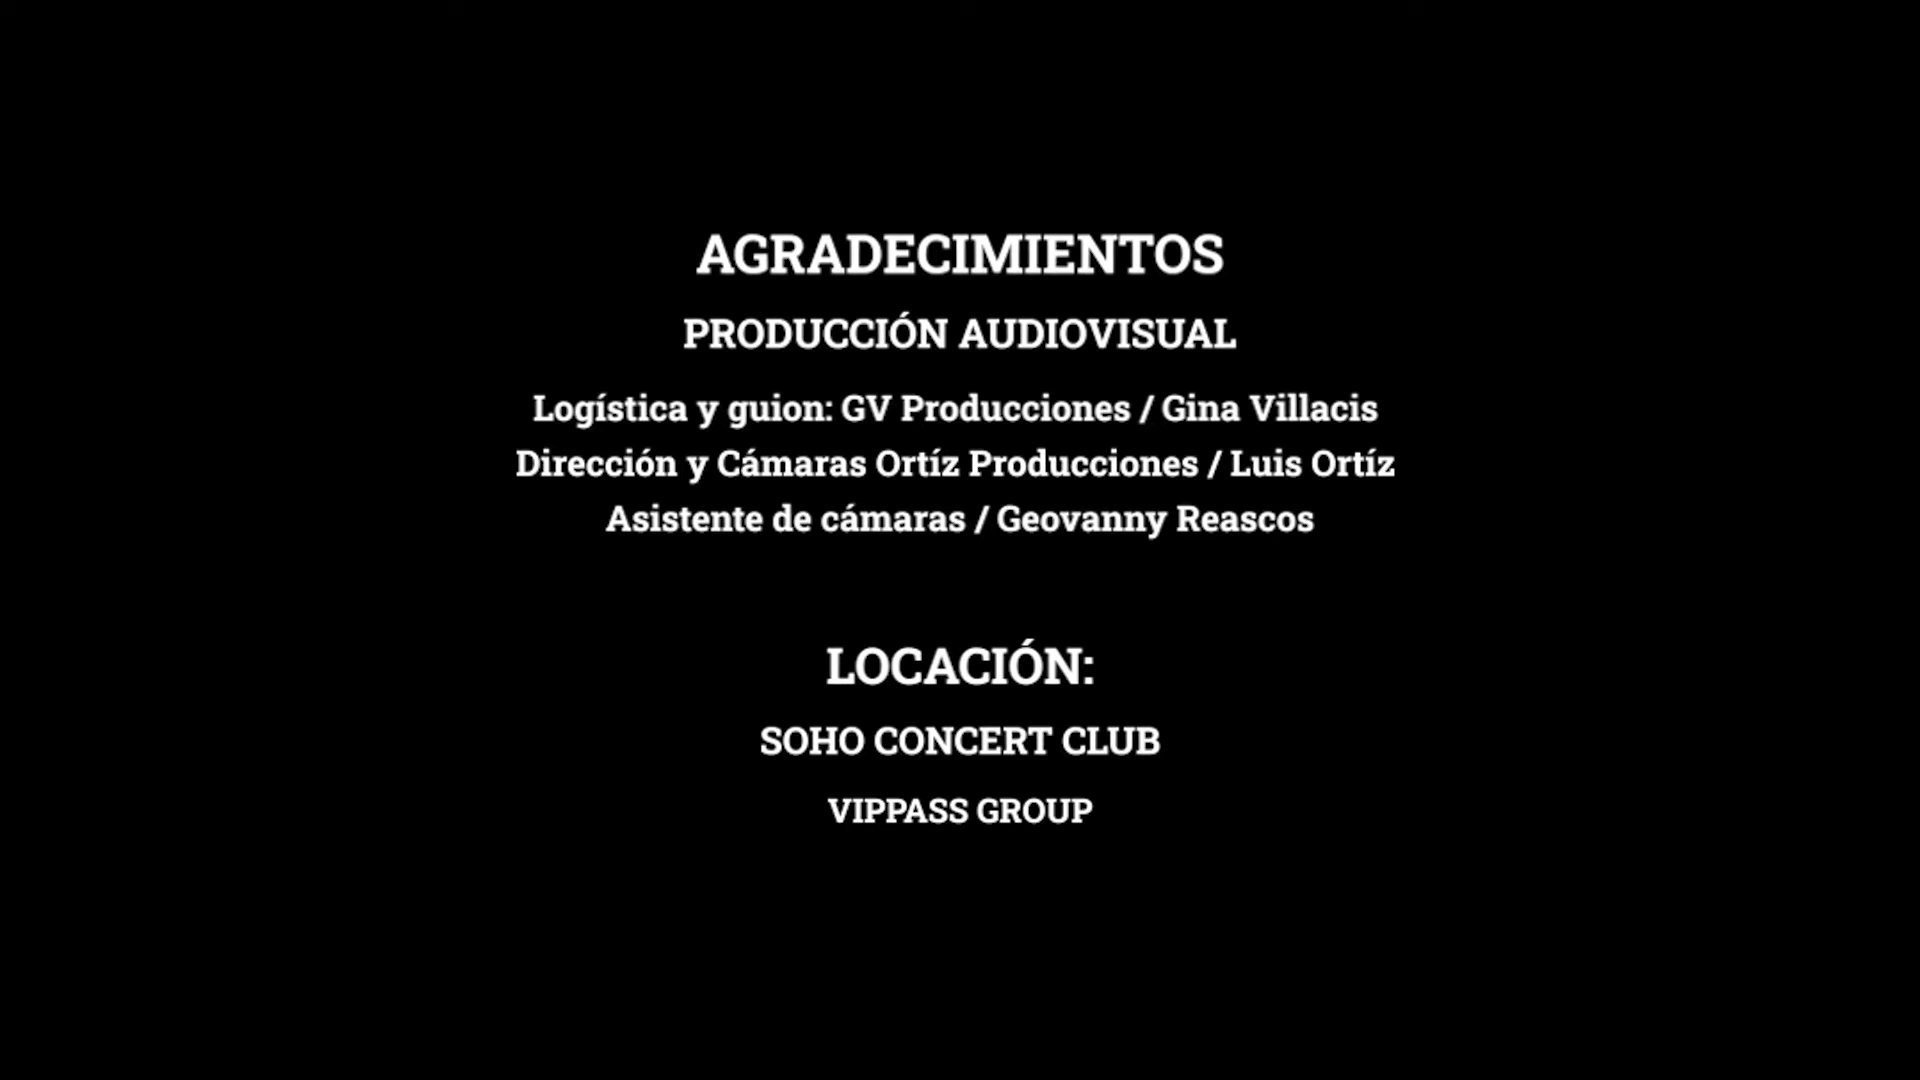 AGRADECIMIENTOS
PRODUCCIÓN AUDIOVISUAL
Logística y guion: GV Producciones / Gina Villacis
Dirección y Cámaras Ortíz Producciones / Luis Ortíz
Asistente de cámaras / Geovanny Reascos
LOCACIÓN:
SOHO CONCERT CLUB
VIPPASS GROUP